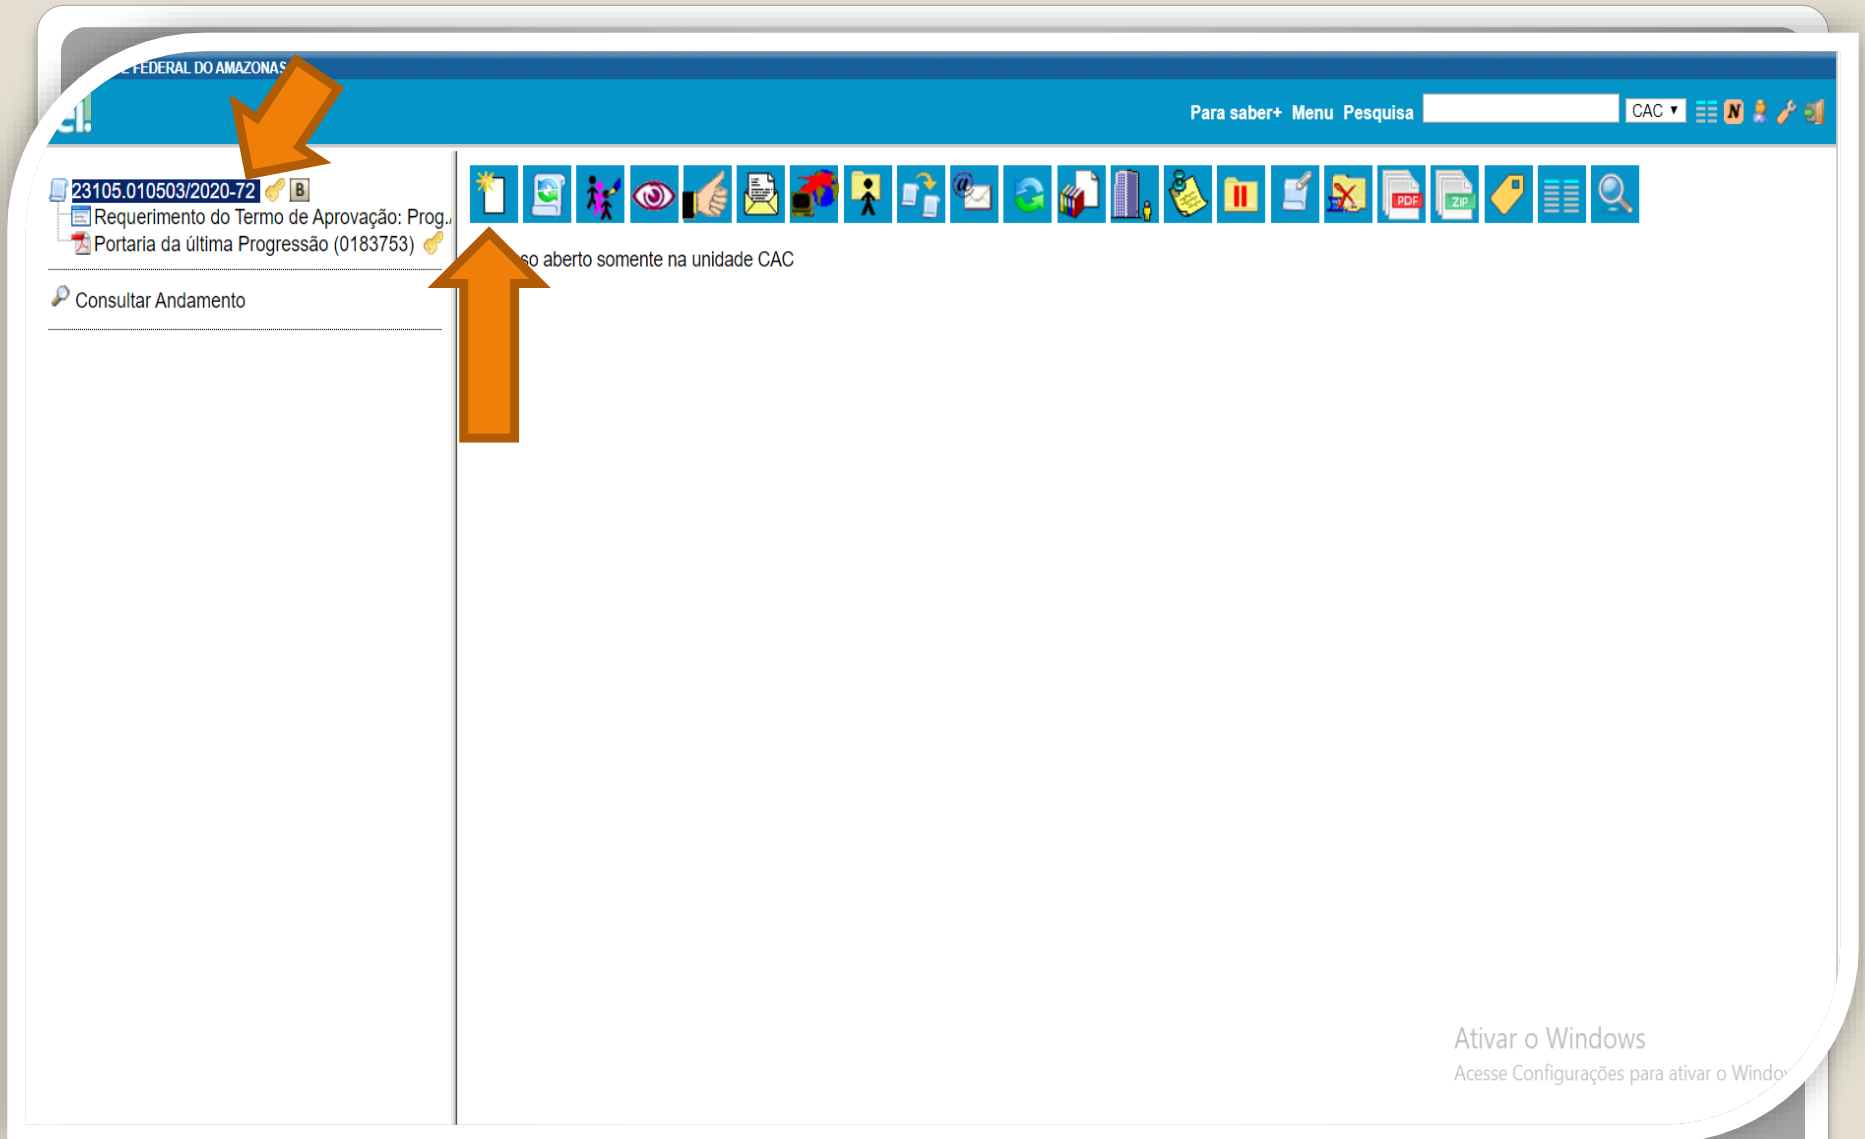 FEDERAL DO AMAZONAS
Para saber+ Menu Pesquisa CAC
23105.010503/2020-72 B
Requerimento do Termo de Aprovação: Prog.
Portaria da última Progressão (0183753)
PDF ZIP
so aberto somente na unidade CAC
Consultar Andamento
Ativar o Windows
Acesse Configurações para ativar o